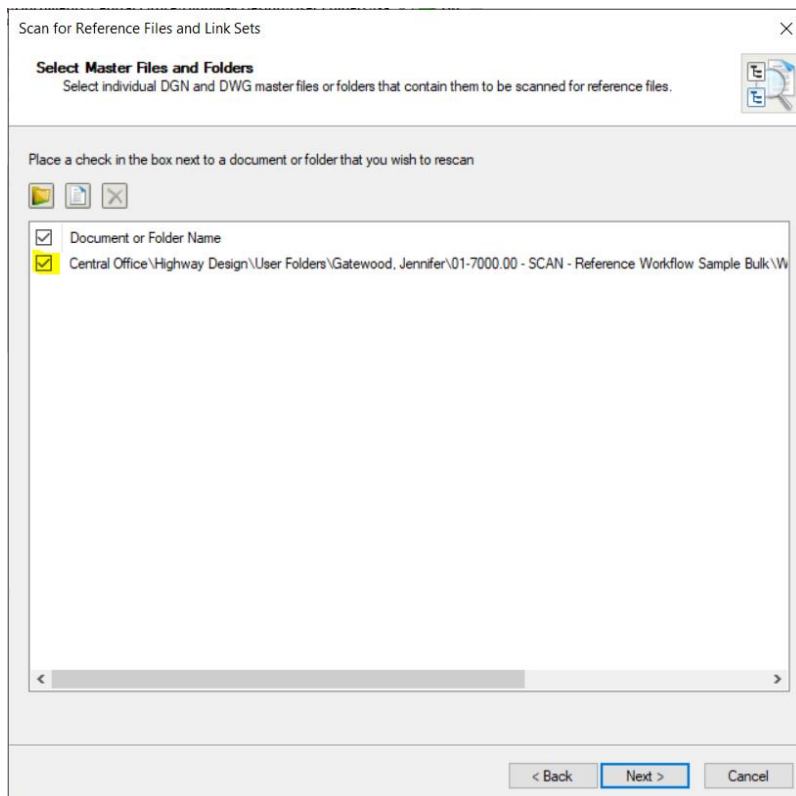 Scan for Reference Files and Link Sets
Select Master Files and Folders
Select individual DGN and DWG master files or folders that contain them to be scanned for reference files.
Place a check in the box next to a document or folder that you wish to rescan
Document or Folder Name
Central Office\Highway Design\User Folders\Gatewood, Jennifer\01-7000.00 - SCAN - Reference Workflow Sample Bulk\W
< Back Next > Cancel